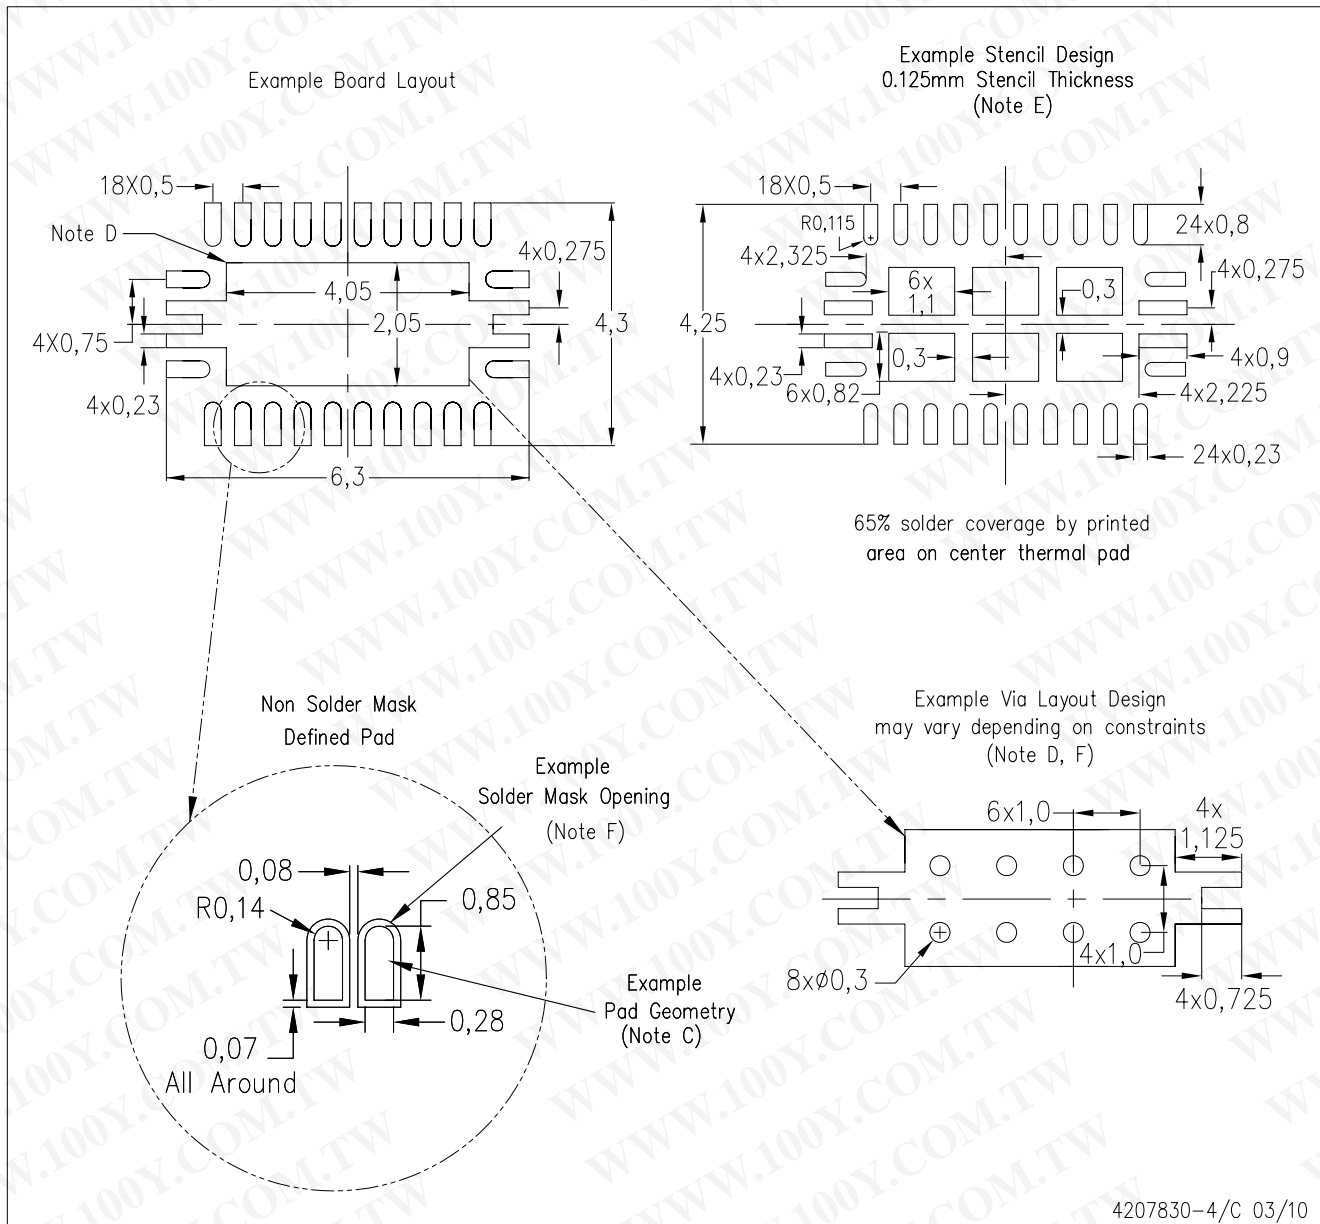 Example Board Layout
18X0,5
Note D
4x0,275
4,05
2,05
4,3
4X0,75
4x0,23
6,3
Example Stencil Design
0.125mm Stencil Thickness
(Note E)
18X0,5
R0,115
24x0,8
4x2,325
4x0,275
6x
1,1
0,3
4,25
0,3
4x0,9
4x0,23
6x0,82
4x2,225
24x0,23
65% solder coverage by printed
area on center thermal pad
Non Solder Mask
Defined Pad
Example
Solder Mask Opening
(Note F)
0,08
R0,14
0,85
Example
Pad Geometry
(Note C)
0,28
0,07
All Around
Example Via Layout Design
may vary depending on constraints
(Note D, F)
6x1,0
4x
1,125
4x1,0
8xø0,3
4x0,725
4207830-4/C 03/10
WWW.100Y.COM.TW